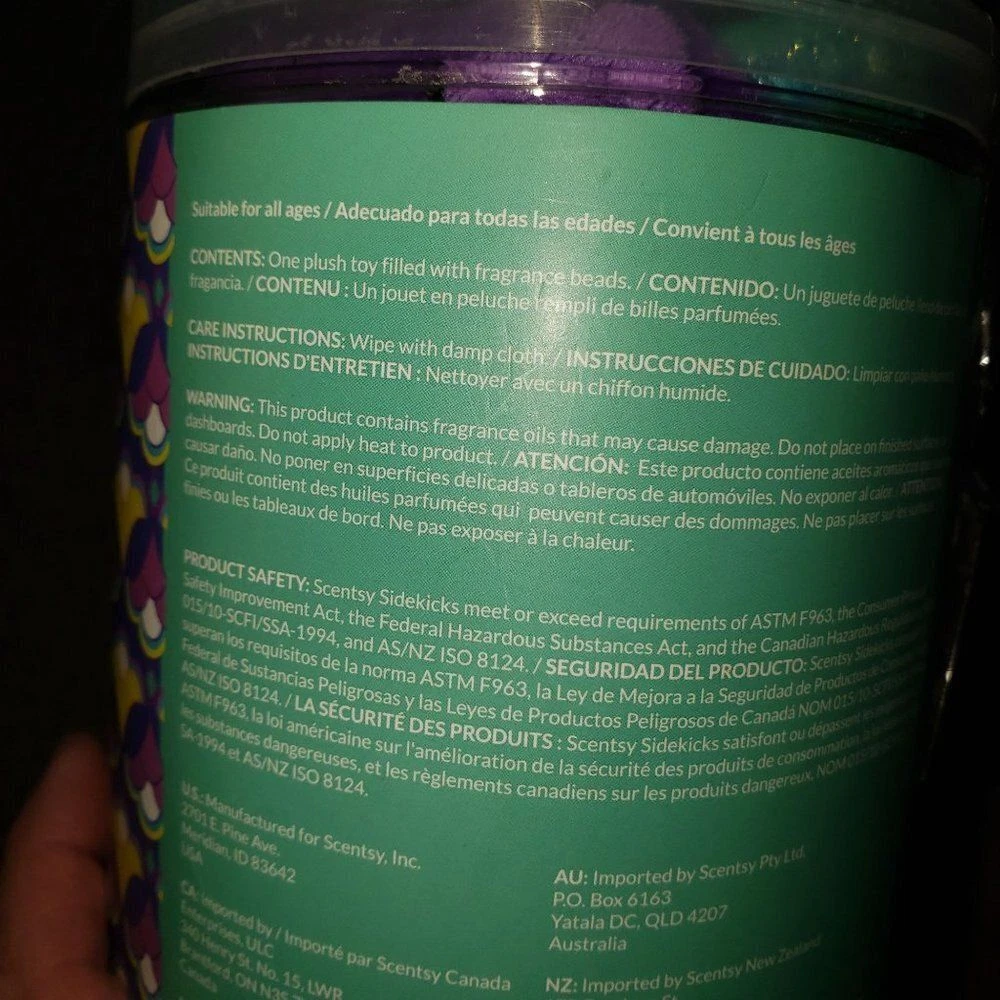 Suitable for all ages / Adecuado para todas las edades / Convient à tous les âges
CONTENTS: One plush toy filled with fragrance beads. / CONTENIDO: Un juguete de peluche
fragancia. / CONTENU : Un jouet en peluche rempli de billes parfumées.
CARE INSTRUCTIONS: Wipe with damp cloth. / INSTRUCCIONES DE CUIDADO: Limpiar con
INSTRUCTIONS D'ENTRETIEN : Nettoyer avec un chiffon humide.
WARNING: This product contains fragrance oils that may cause damage. Do not place on finished
dashboards. Do not apply heat to product. / ATENCIÓN: Este producto contiene aceites
causar daño. No poner en superficies delicadas o tableros de automóviles. No exponer al calor. /
Ce produit contient des huiles parfumées qui peuvent causer des dommages. Ne pas placer sur les
finies ou les tableaux de bord. Ne pas exposer à la chaleur.
PRODUCT SAFETY: Scentsy Sidekicks meet or exceed requirements of ASTM F963, the Consumer
Safety Improvement Act, the Federal Hazardous Substances Act, and the Canadian Hazardous
015/10-SCFI/SSA-1994, and AS/NZ ISO 8124. / SEGURIDAD DEL PRODUCTO: Scentsy Sidekicks
superan los requisitos de la norma ASTM F963, la Ley de Mejora a la Seguridad de Productos de
Federal de Sustancias Peligrosas y las Leyes de Productos Peligrosos de Canadá NOM 015/10-SCFI
AS/NZ ISO 8124. / LA SÉCURITÉ DES PRODUITS : Scentsy Sidekicks satisfont ou dépassent les
ASTM F963, la loi américaine sur l'amélioration de la sécurité des produits de consommation,
les substances dangereuses, et les règlements canadiens sur les produits dangereux, NOM
SA-1994 et AS/NZ ISO 8124.
U.S.: Manufactured for Scentsy, Inc.
2701 E. Pine Ave.
Meridian, ID 83642
USA
CA: Imported by / Importé par Scentsy Canada
Enterprises, ULC
340 Henry St. No. 15, LWR
Brantford, ON N3S
Canada
AU: Imported by Scentsy Pty Ltd.
P.O. Box 6163
Yatala DC, QLD 4207
Australia
NZ: Imported by Scentsy New Zealand